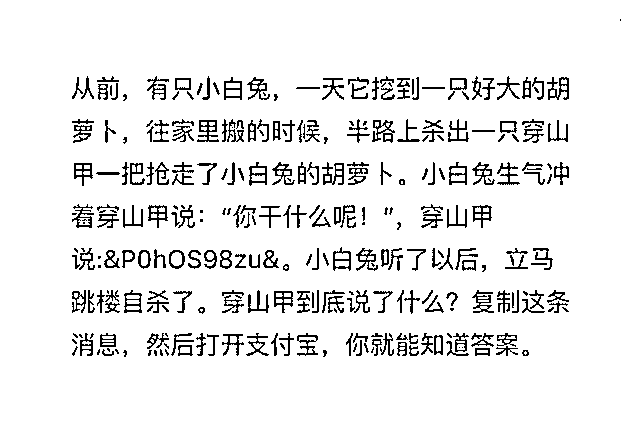 从前，有只小白兔，一天它挖到一只好大的胡
萝卜，往家里搬的时候，半路上杀出一只穿山
甲一把抢走了小白兔的胡萝卜。小白兔生气冲
着穿山甲说：“你干什么呢！”，穿山甲
说:&P0hOS98zu&。小白兔听了以后，立马
跳楼自杀了。穿山甲到底说了什么？复制这条
消息，然后打开支付宝，你就能知道答案。